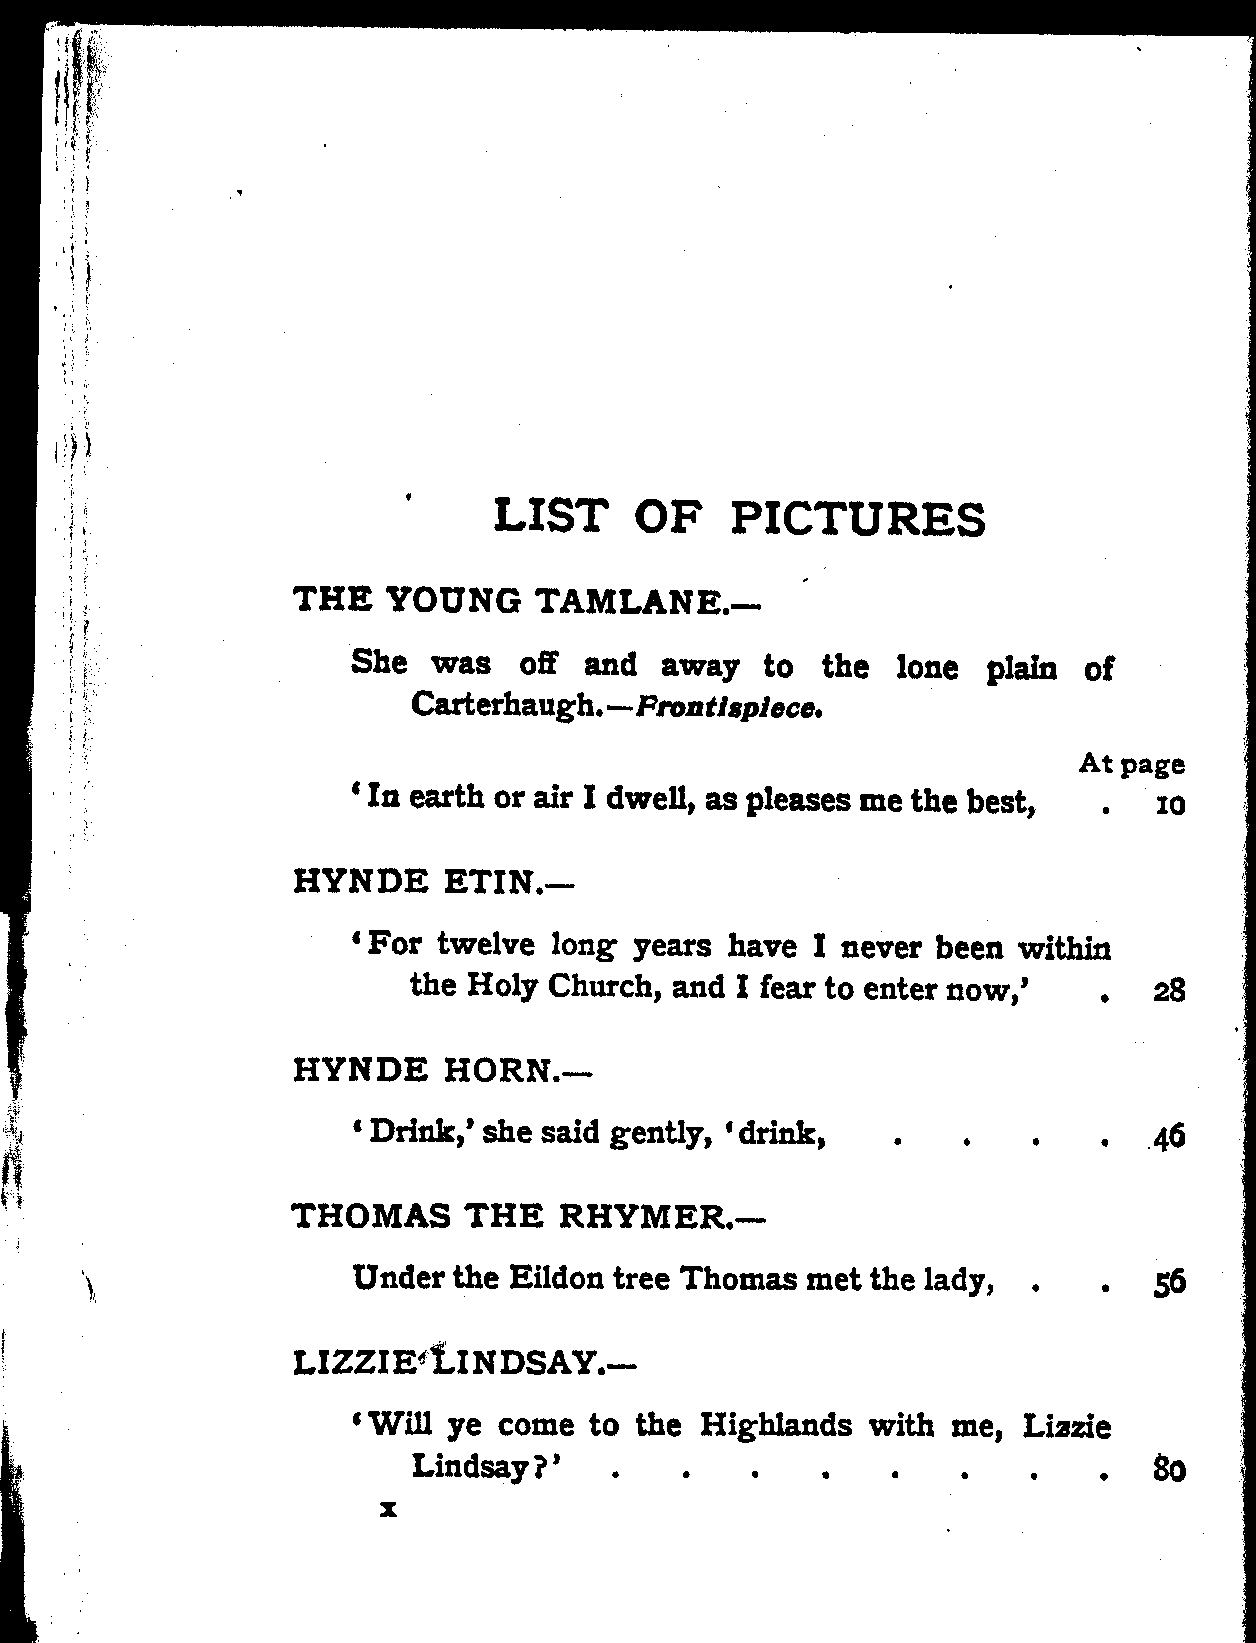 LIST OF PICTURES
THE YOUNG TAMLANE.—
She was off and away to the lone plain of
Carterhaugh.—Frontispiece.
At page
‘In earth or air I dwell, as pleases me the best, . 10
HYNDE ETIN.—
‘For twelve long years have I never been within
the Holy Church, and I fear to enter now,’ . 28
HYNDE HORN.—
‘Drink,’ she said gently, ‘drink, . . . . 46
THOMAS THE RHYMER.—
Under the Eildon tree Thomas met the lady, . . 56
LIZZIE LINDSAY.—
‘Will ye come to the Highlands with me, Lizzie
Lindsay?’ . . . . . . . . 80
x